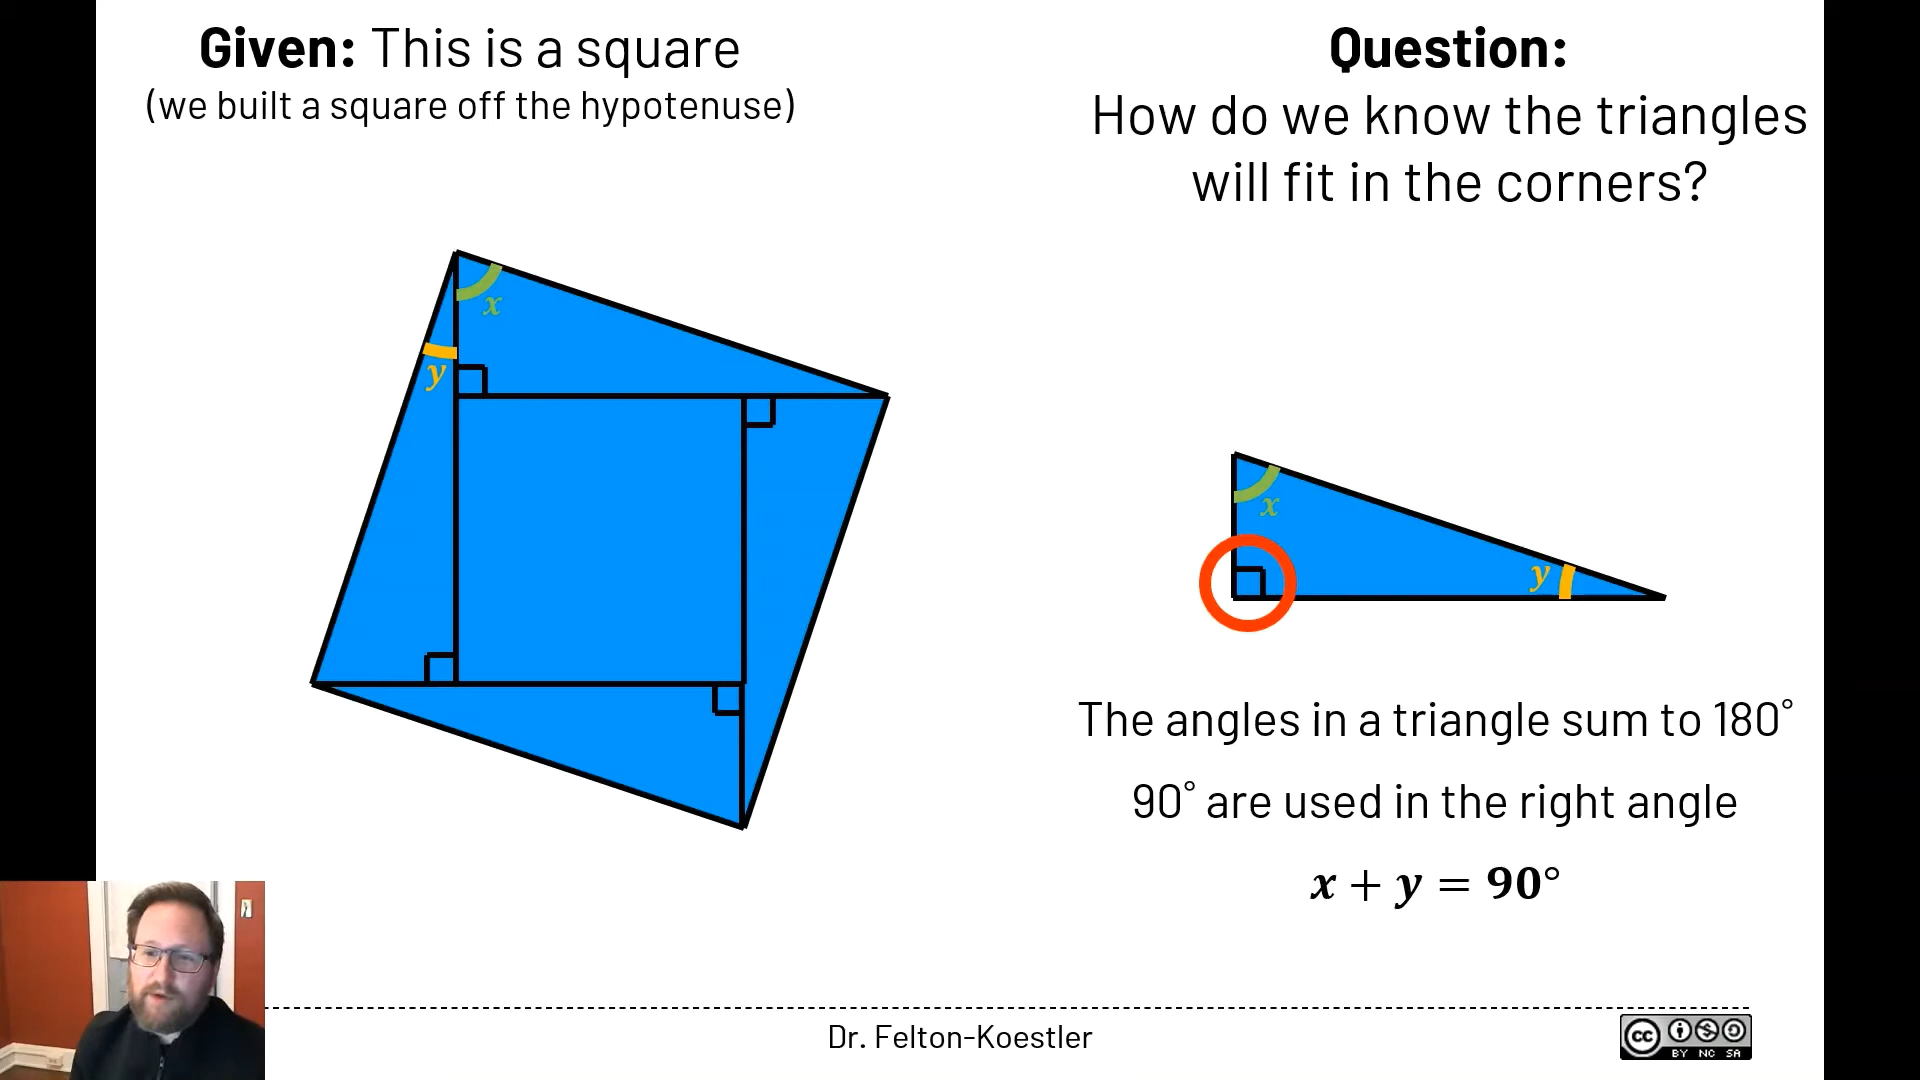 Given: This is a square
(we built a square off the hypotenuse)
Question:
How do we know the triangles
will fit in the corners?
x
y
x
y
The angles in a triangle sum to 180°
90° are used in the right angle
x + y = 90°
Dr. Felton-Koestler
cc
BY NC SA